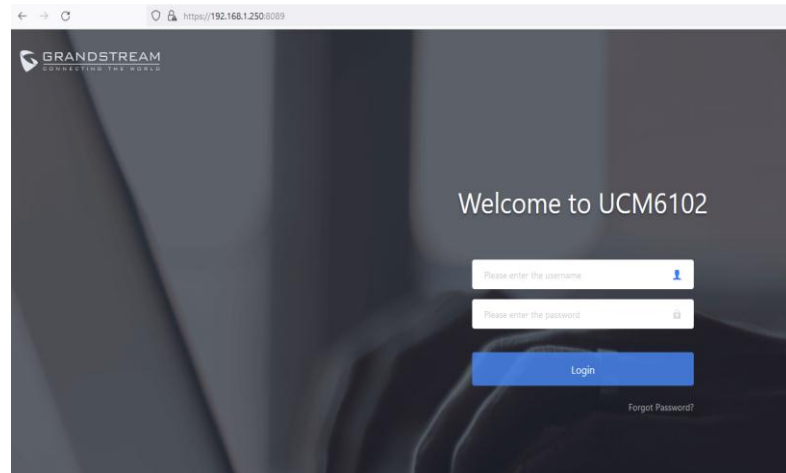 https://192.168.1.250:8089
GRANDSTREAM
CONNECTING THE WORLD
Welcome to UCM6102
Please enter the username
Please enter the password
Login
Forgot Password?